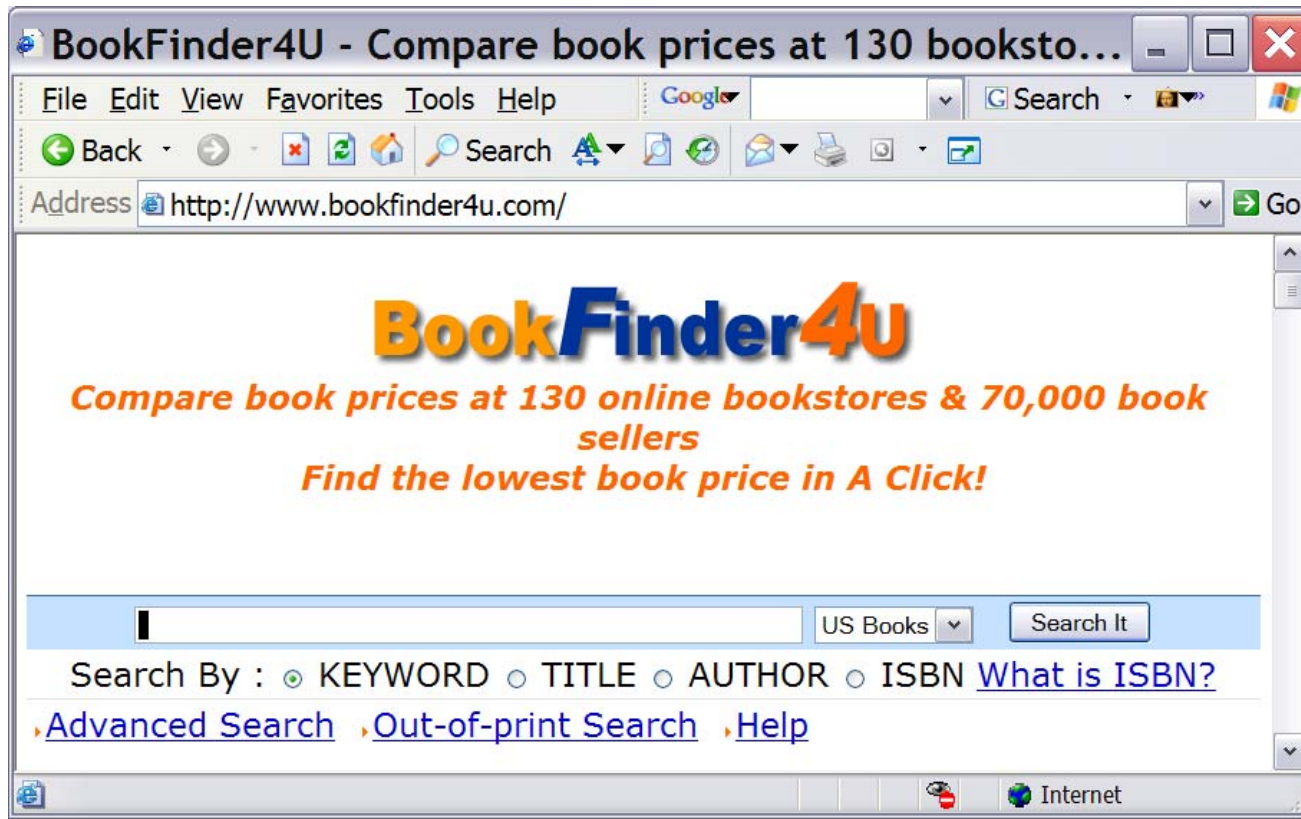 BookFinder4U - Compare book prices at 130 booksto...
File Edit View Favorites Tools Help Google G Search
Back Search
Address http://www.bookfinder4u.com/ Go
BookFinder4U
Compare book prices at 130 online bookstores & 70,000 book
sellers
Find the lowest book price in A Click!
US Books Search It
Search By : KEYWORD TITLE AUTHOR ISBN What is ISBN?
Advanced Search Out-of-print Search Help
Internet